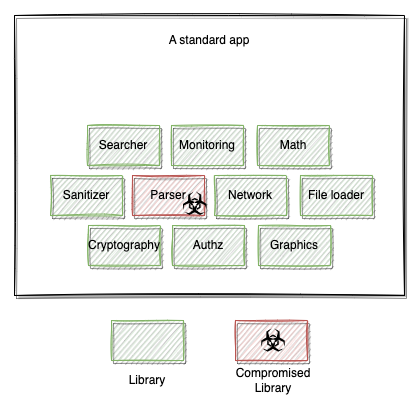 A standard app
Searcher
Monitoring
Math
Sanitizer
Parser
Network
File loader
Cryptography
Authz
Graphics
Library
Compromised
Library